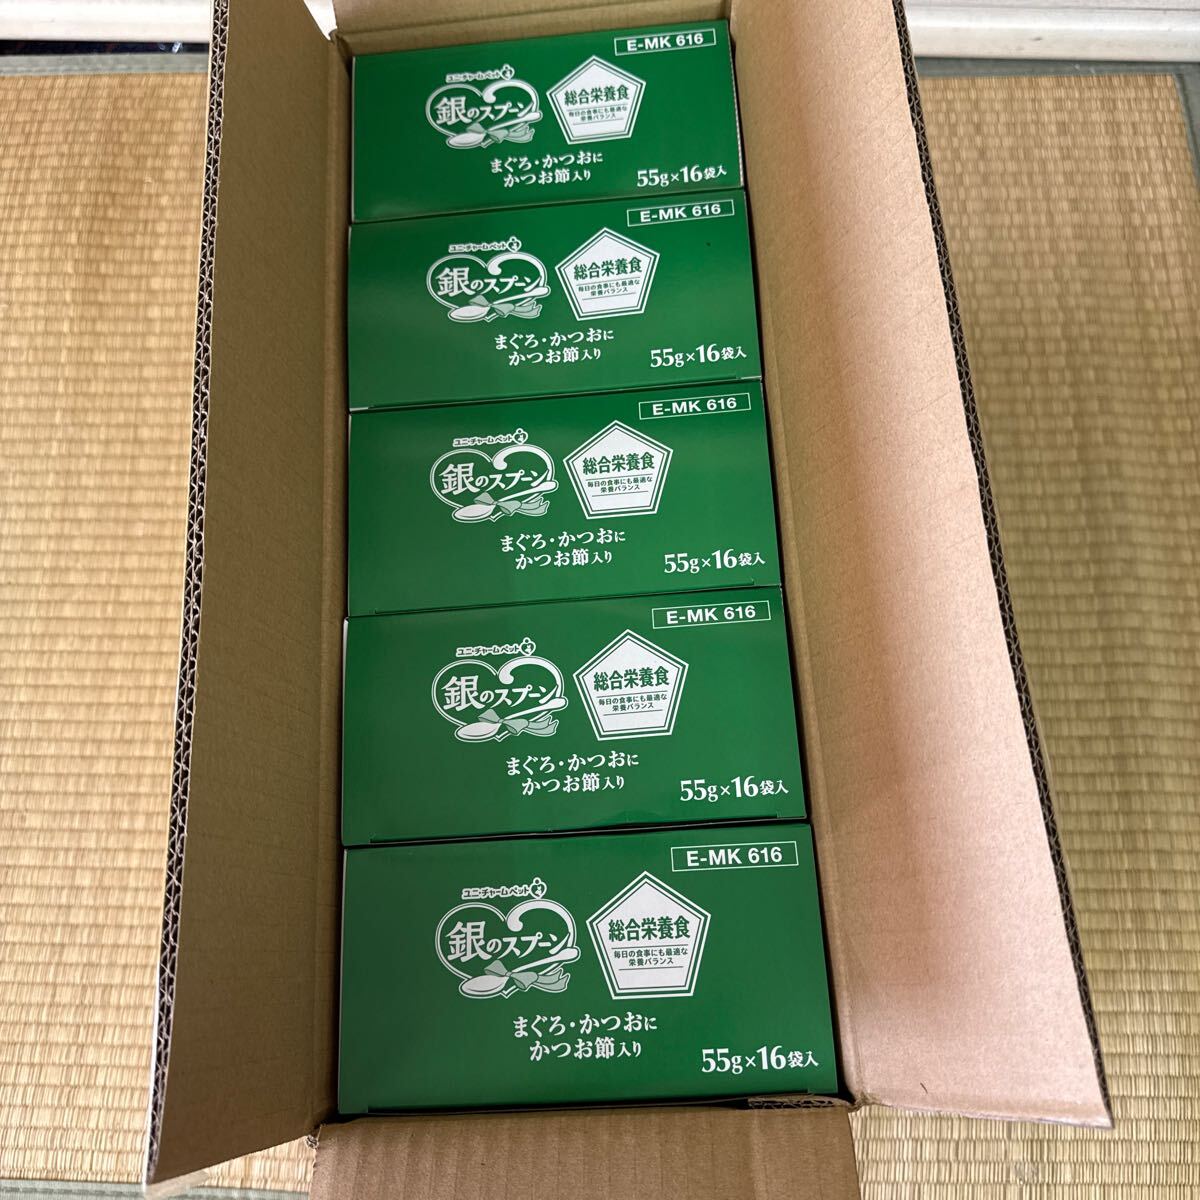 E-MK 616
ユニ・チャーム ペット
銀のスプーン
総合栄養食
毎日の食事にも最適な
栄養バランス
まぐろ・かつおに
かつお節入り
55g×16袋入
E-MK 616
ユニ・チャーム ペット
銀のスプーン
総合栄養食
毎日の食事にも最適な
栄養バランス
まぐろ・かつおに
かつお節入り
55g×16袋入
E-MK 616
ユニ・チャーム ペット
銀のスプーン
総合栄養食
毎日の食事にも最適な
栄養バランス
まぐろ・かつおに
かつお節入り
55g×16袋入
E-MK 616
ユニ・チャーム ペット
銀のスプーン
総合栄養食
毎日の食事にも最適な
栄養バランス
まぐろ・かつおに
かつお節入り
55g×16袋入
E-MK 616
ユニ・チャーム ペット
銀のスプーン
総合栄養食
毎日の食事にも最適な
栄養バランス
まぐろ・かつおに
かつお節入り
55g×16袋入